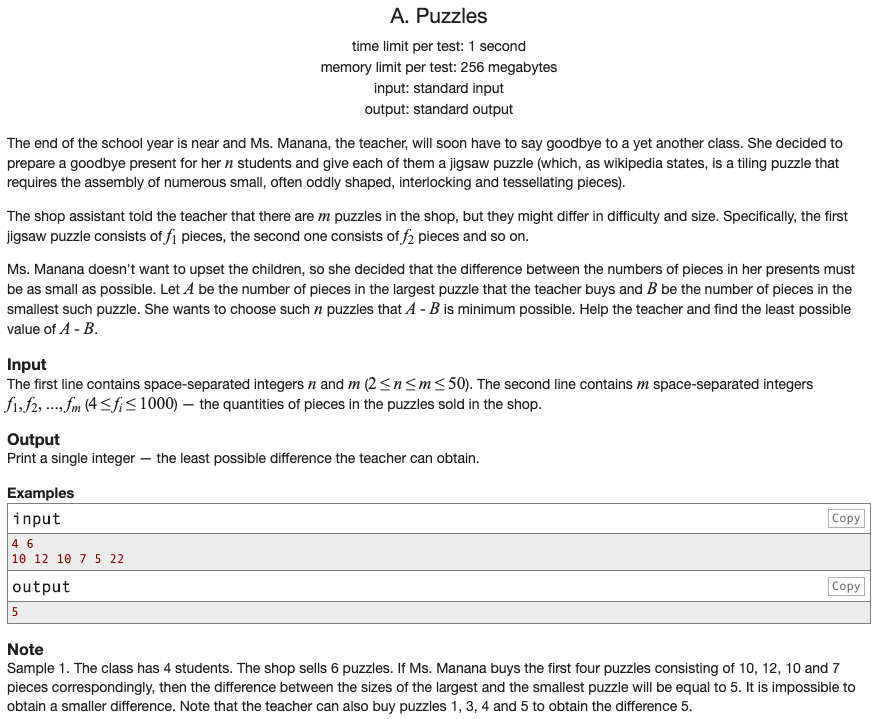 A. Puzzles
time limit per test: 1 second
memory limit per test: 256 megabytes
input: standard input
output: standard output
The end of the school year is near and Ms. Manana, the teacher, will soon have to say goodbye to a yet another class. She decided to
prepare a goodbye present for her n students and give each of them a jigsaw puzzle (which, as wikipedia states, is a tiling puzzle that
requires the assembly of numerous small, often oddly shaped, interlocking and tessellating pieces).
The shop assistant told the teacher that there are m puzzles in the shop, but they might differ in difficulty and size. Specifically, the first
jigsaw puzzle consists of f1 pieces, the second one consists of f2 pieces and so on.
Ms. Manana doesn't want to upset the children, so she decided that the difference between the numbers of pieces in her presents must
be as small as possible. Let A be the number of pieces in the largest puzzle that the teacher buys and B be the number of pieces in the
smallest such puzzle. She wants to choose such n puzzles that A - B is minimum possible. Help the teacher and find the least possible
value of A - B.
Input
The first line contains space-separated integers n and m (2 ≤ n ≤ m ≤ 50). The second line contains m space-separated integers
f1, f2, ..., fm (4 ≤ fi ≤ 1000) — the quantities of pieces in the puzzles sold in the shop.
Output
Print a single integer — the least possible difference the teacher can obtain.
Examples
input Copy
4 6
10 12 10 7 5 22
output Copy
5
Note
Sample 1. The class has 4 students. The shop sells 6 puzzles. If Ms. Manana buys the first four puzzles consisting of 10, 12, 10 and 7
pieces correspondingly, then the difference between the sizes of the largest and the smallest puzzle will be equal to 5. It is impossible to
obtain a smaller difference. Note that the teacher can also buy puzzles 1, 3, 4 and 5 to obtain the difference 5.